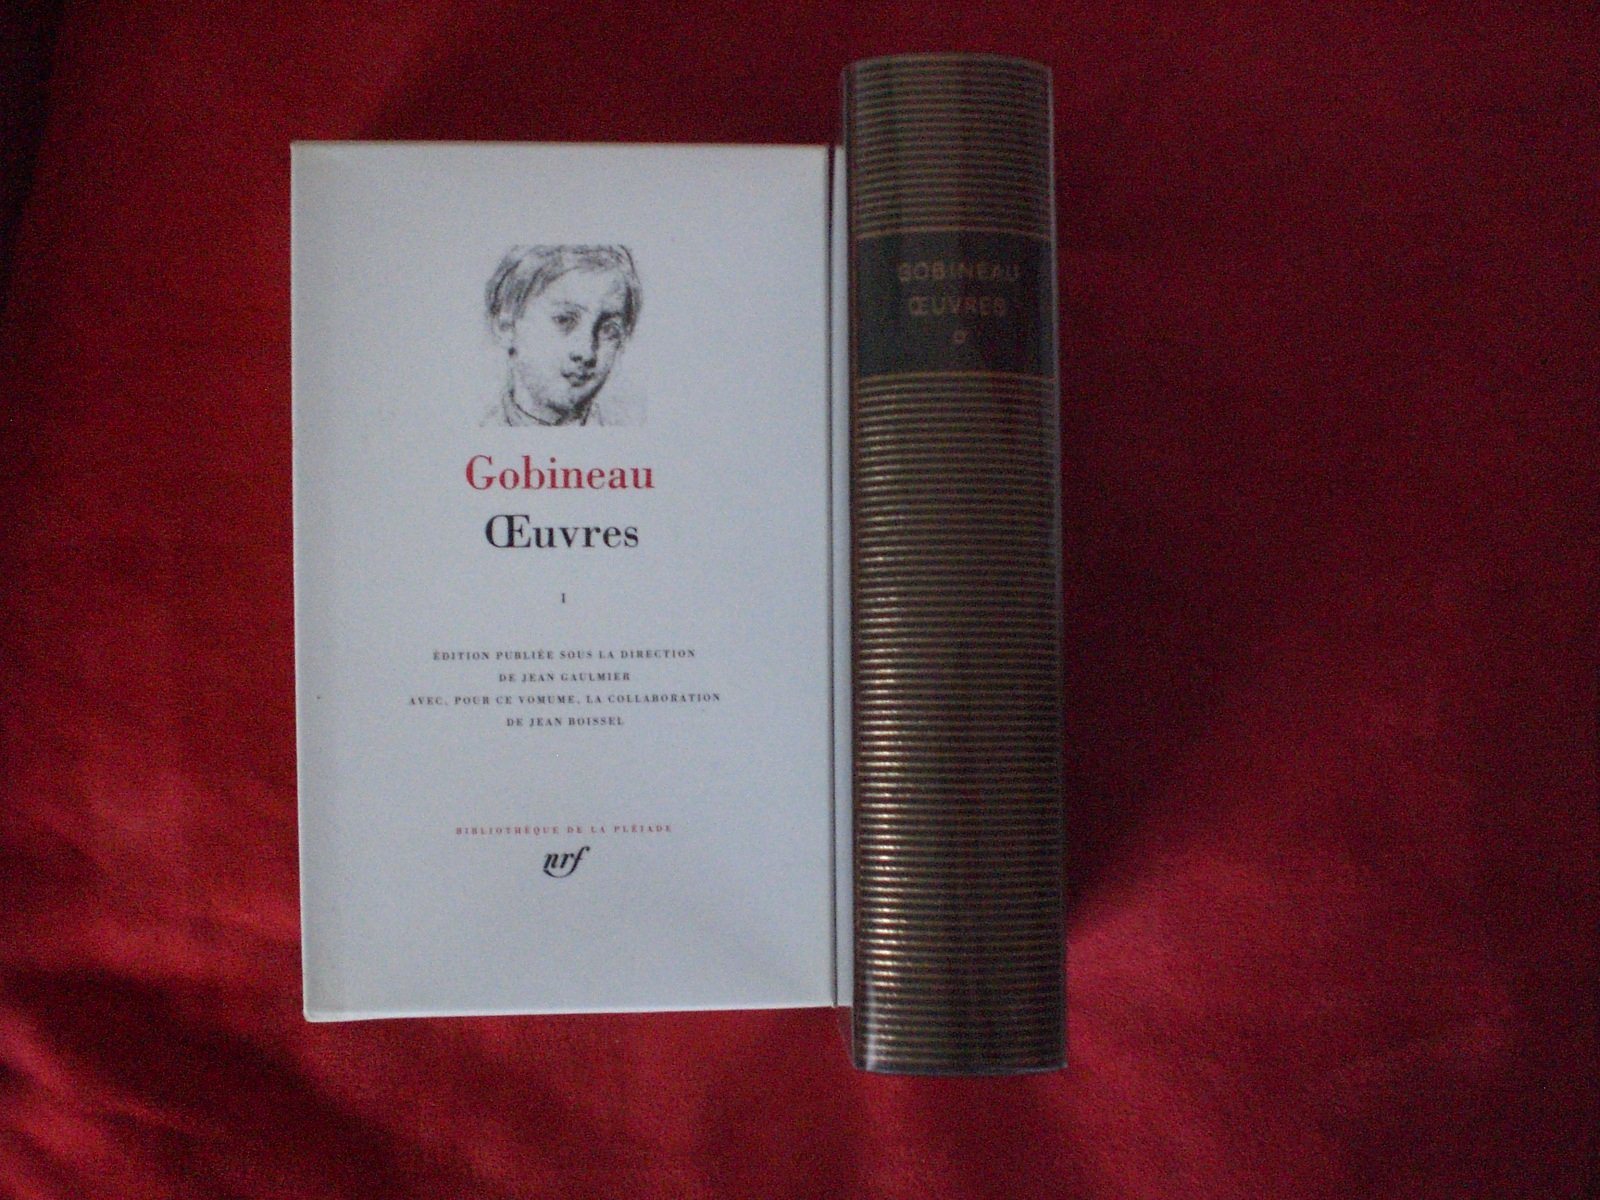 Gobineau
Œuvres
I
ÉDITION PUBLIÉE SOUS LA DIRECTION
DE JEAN GAULMIER
AVEC, POUR CE VOMUME, LA COLLABORATION
DE JEAN BOISSEL
BIBLIOTHÈQUE DE LA PLÉIADE
nrf
GOBINEAU
ŒUVRES